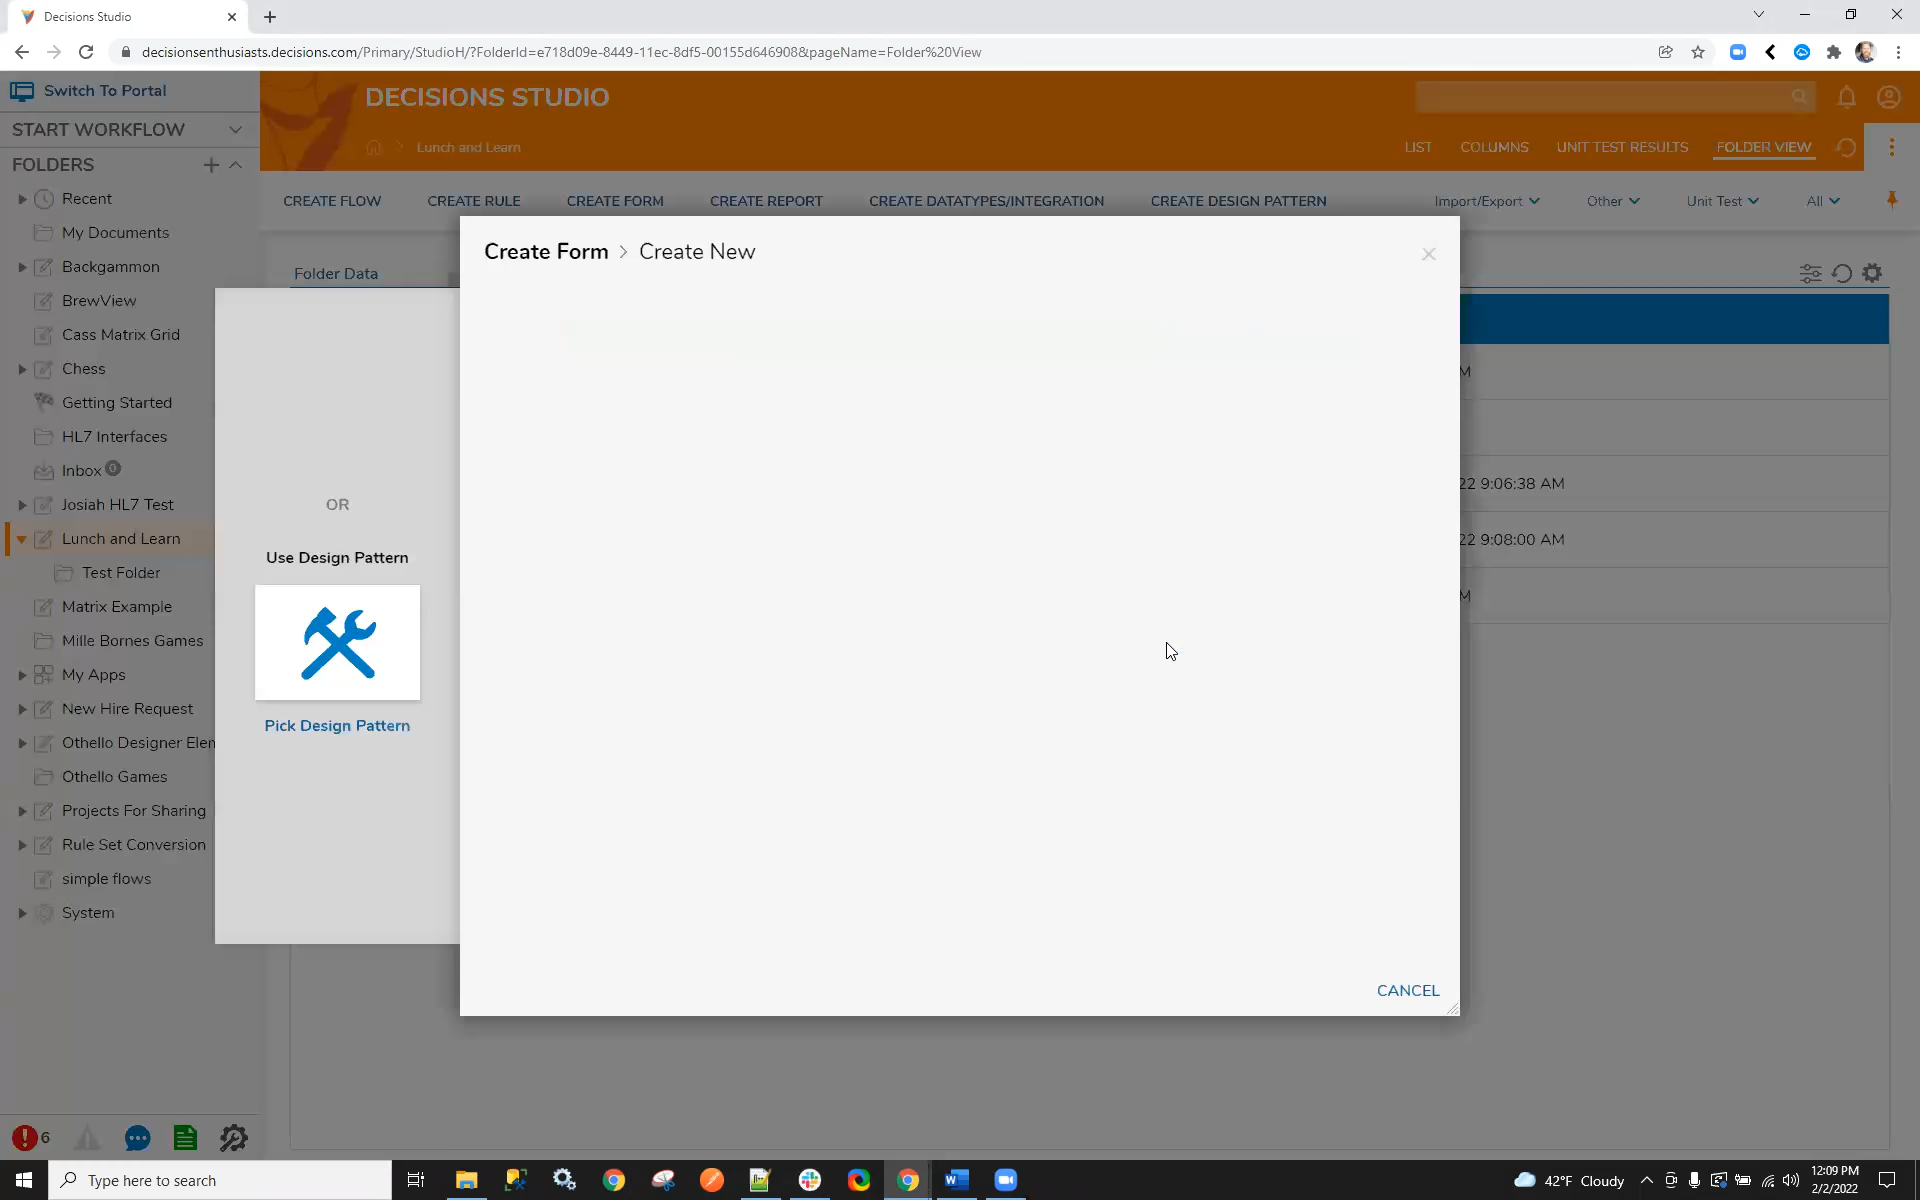 Decisions Studio
decisionsenthusiasts.decisions.com/Primary/StudioH/?FolderId=e718d09e-8449-11ec-8df5-00155d646908&pageName=Folder%20View
Switch To Portal
DECISIONS STUDIO
START WORKFLOW
Lunch and Learn
LIST
COLUMNS
UNIT TEST RESULTS
FOLDER VIEW
FOLDERS
CREATE FLOW
CREATE RULE
CREATE FORM
CREATE REPORT
CREATE DATATYPES/INTEGRATION
CREATE DESIGN PATTERN
Import/Export
Other
Unit Test
All
Recent
My Documents
Backgammon
BrewView
Cass Matrix Grid
Chess
Getting Started
HL7 Interfaces
Inbox 0
Josiah HL7 Test
Lunch and Learn
Test Folder
Matrix Example
Mille Bornes Games
My Apps
New Hire Request
Othello Designer Elen
Othello Games
Projects For Sharing
Rule Set Conversion
simple flows
System
Folder Data
Create Form > Create New
OR
Use Design Pattern
Pick Design Pattern
M
22 9:06:38 AM
22 9:08:00 AM
M
CANCEL
6
Type here to search
42°F Cloudy
12:09 PM
2/2/2022